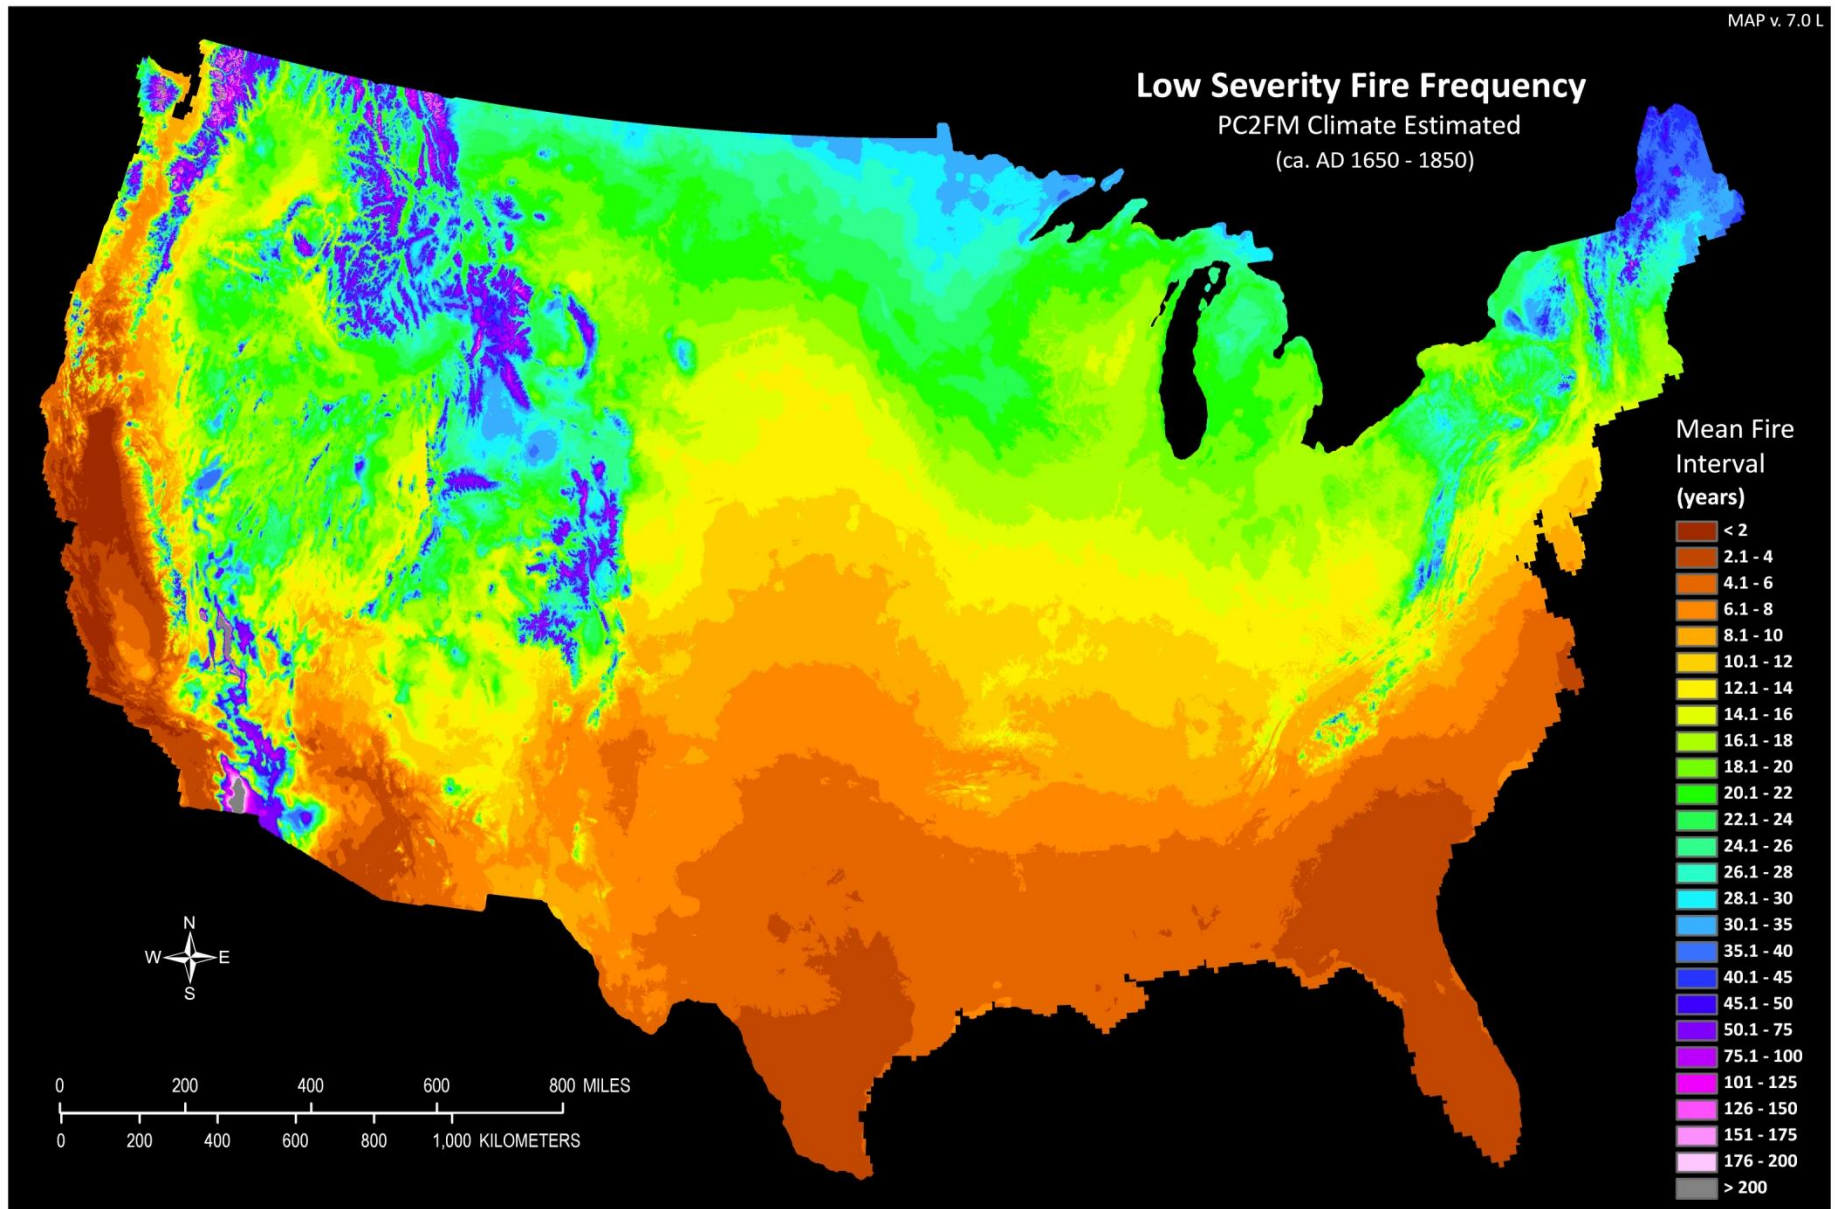 MAP v. 7.0 L
Low Severity Fire Frequency
PC2FM Climate Estimated
(ca. AD 1650 - 1850)
Mean Fire
Interval
(years)
< 2
2.1 - 4
4.1 - 6
6.1 - 8
8.1 - 10
10.1 - 12
12.1 - 14
14.1 - 16
16.1 - 18
18.1 - 20
20.1 - 22
22.1 - 24
24.1 - 26
26.1 - 28
28.1 - 30
30.1 - 35
35.1 - 40
40.1 - 45
45.1 - 50
50.1 - 75
75.1 - 100
101 - 125
126 - 150
151 - 175
176 - 200
> 200
N
W E
S
0 200 400 600 800 MILES
0 200 400 600 800 1,000 KILOMETERS